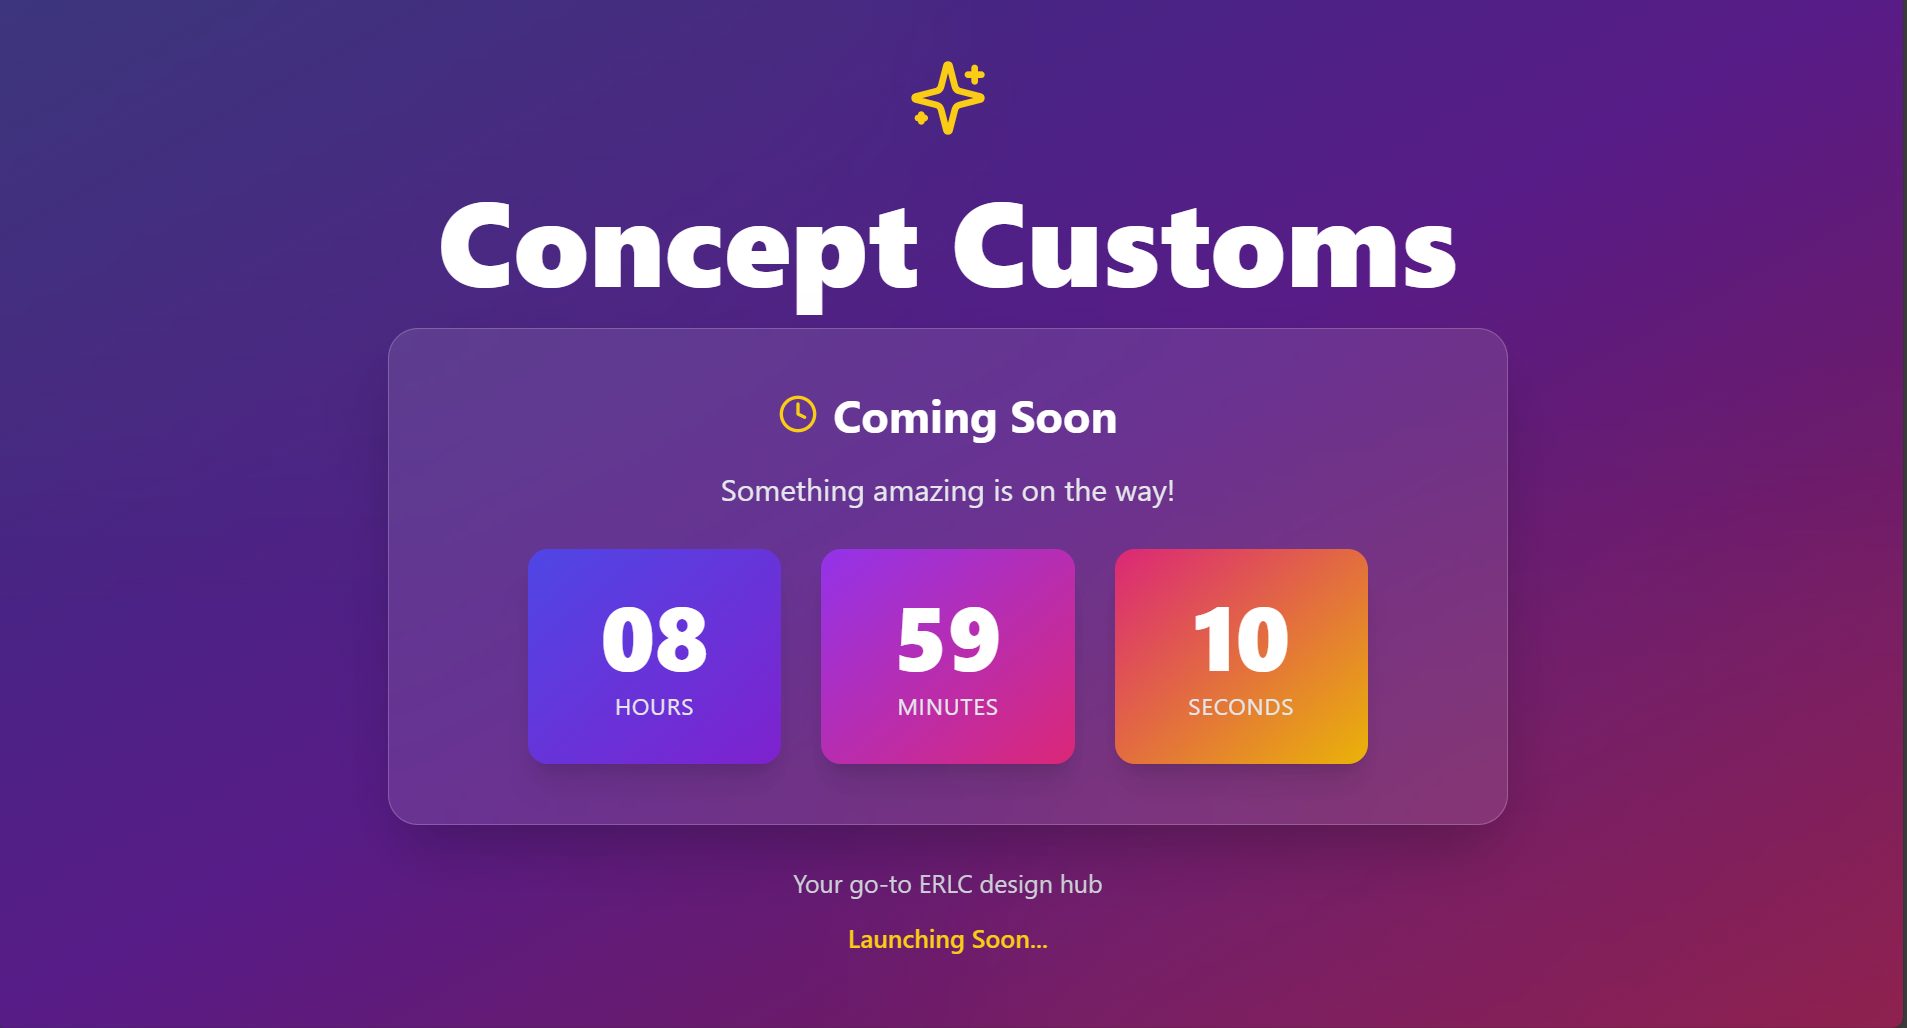 Concept Customs
Coming Soon
Something amazing is on the way!
08
HOURS
59
MINUTES
10
SECONDS
Your go-to ERLC design hub
Launching Soon...